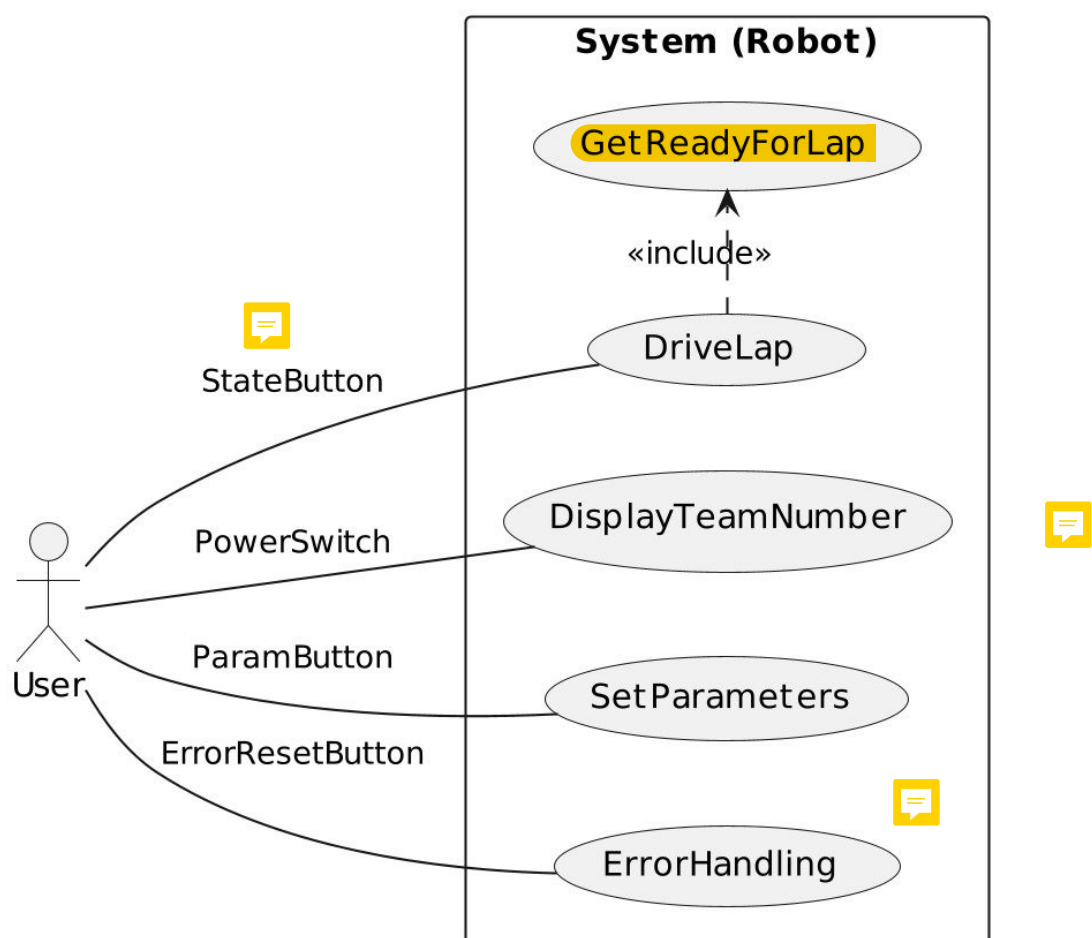 System (Robot)
GetReadyForLap
«include»
StateButton
DriveLap
PowerSwitch
DisplayTeamNumber
ParamButton
SetParameters
User
ErrorResetButton
ErrorHandling